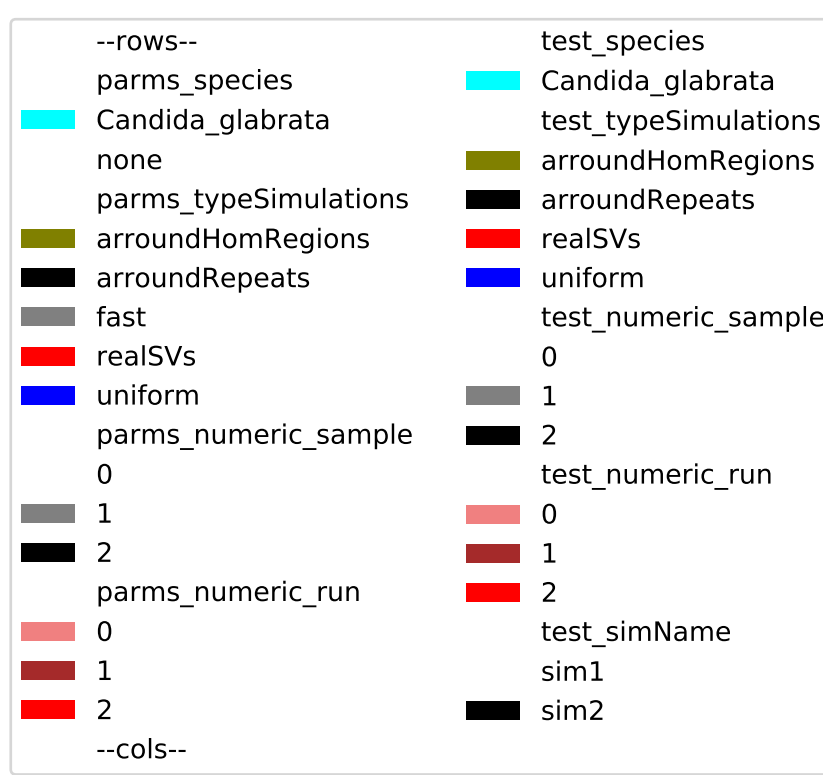 --rows--
parms_species
Candida_glabrata
none
parms_typeSimulations
arroundHomRegions
arroundRepeats
fast
realSVs
uniform
parms_numeric_sample
0
1
2
parms_numeric_run
0
1
2
--cols--
test_species
Candida_glabrata
test_typeSimulations
arroundHomRegions
arroundRepeats
realSVs
uniform
test_numeric_sample
0
1
2
test_numeric_run
0
1
2
test_simName
sim1
sim2